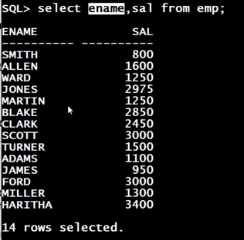 SQL> select ename,sal from emp;
ENAME SAL
---------- ----------
SMITH 800
ALLEN 1600
WARD 1250
JONES 2975
MARTIN 1250
BLAKE 2850
CLARK 2450
SCOTT 3000
TURNER 1500
ADAMS 1100
JAMES 950
FORD 3000
MILLER 1300
HARITHA 3400
14 rows selected.